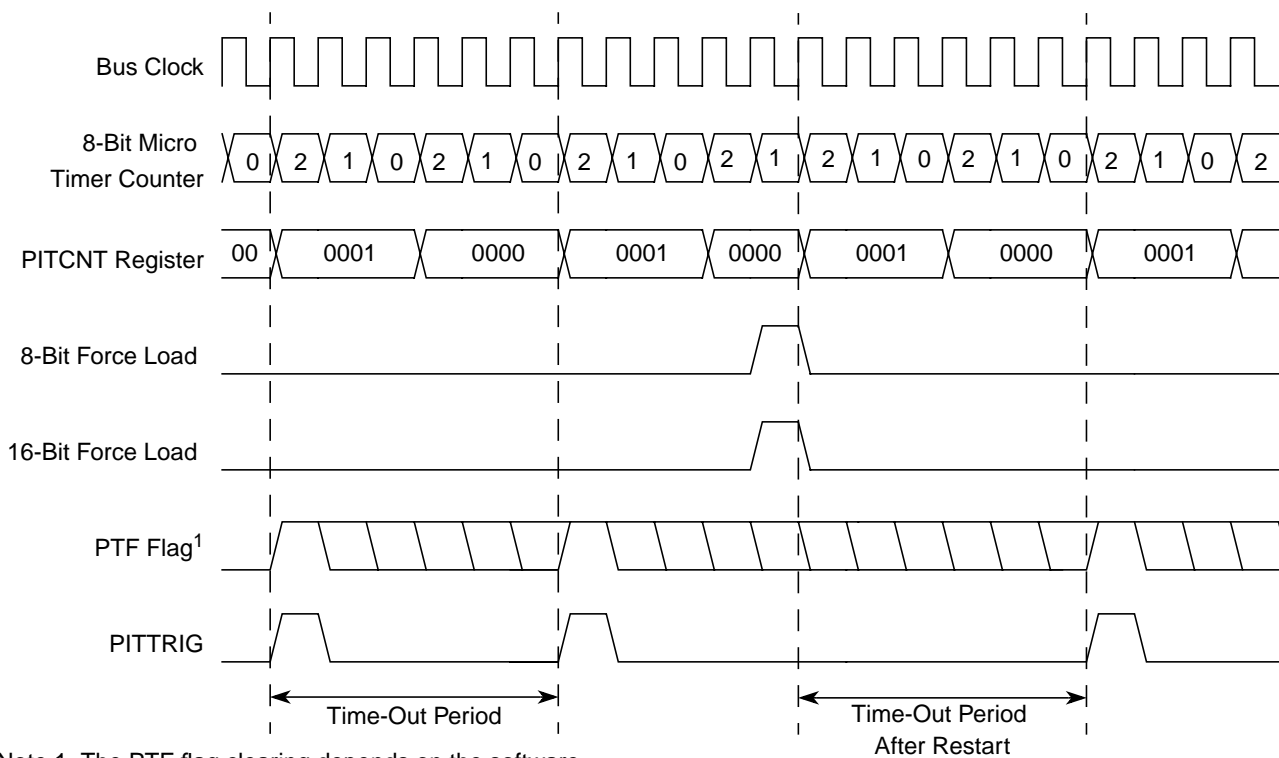 Bus Clock
8-Bit Micro
Timer Counter
0 2 1 0 2 1 0 2 1 0 2 1 2 1 0 2 1 0 2 1 0 2
PITCNT Register
00 0001 0000 0001 0000 0001 0000 0001
8-Bit Force Load
16-Bit Force Load
PTF Flag1
PITTRIG
Time-Out Period
Time-Out Period
After Restart
Note 1. The PTF flag clearing depends on the software